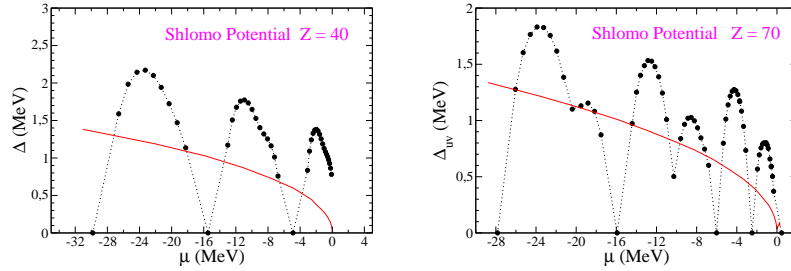 Shlomo Potential Z = 40
Δ (MeV)
3
2,5
2
1,5
1
0,5
0
-32 -28 -24 -20 -16 -12 -8 -4 0 4
μ (MeV)
Shlomo Potential Z = 70
Δuv (MeV)
2
1,5
1
0,5
0
-28 -24 -20 -16 -12 -8 -4 0
μ (MeV)